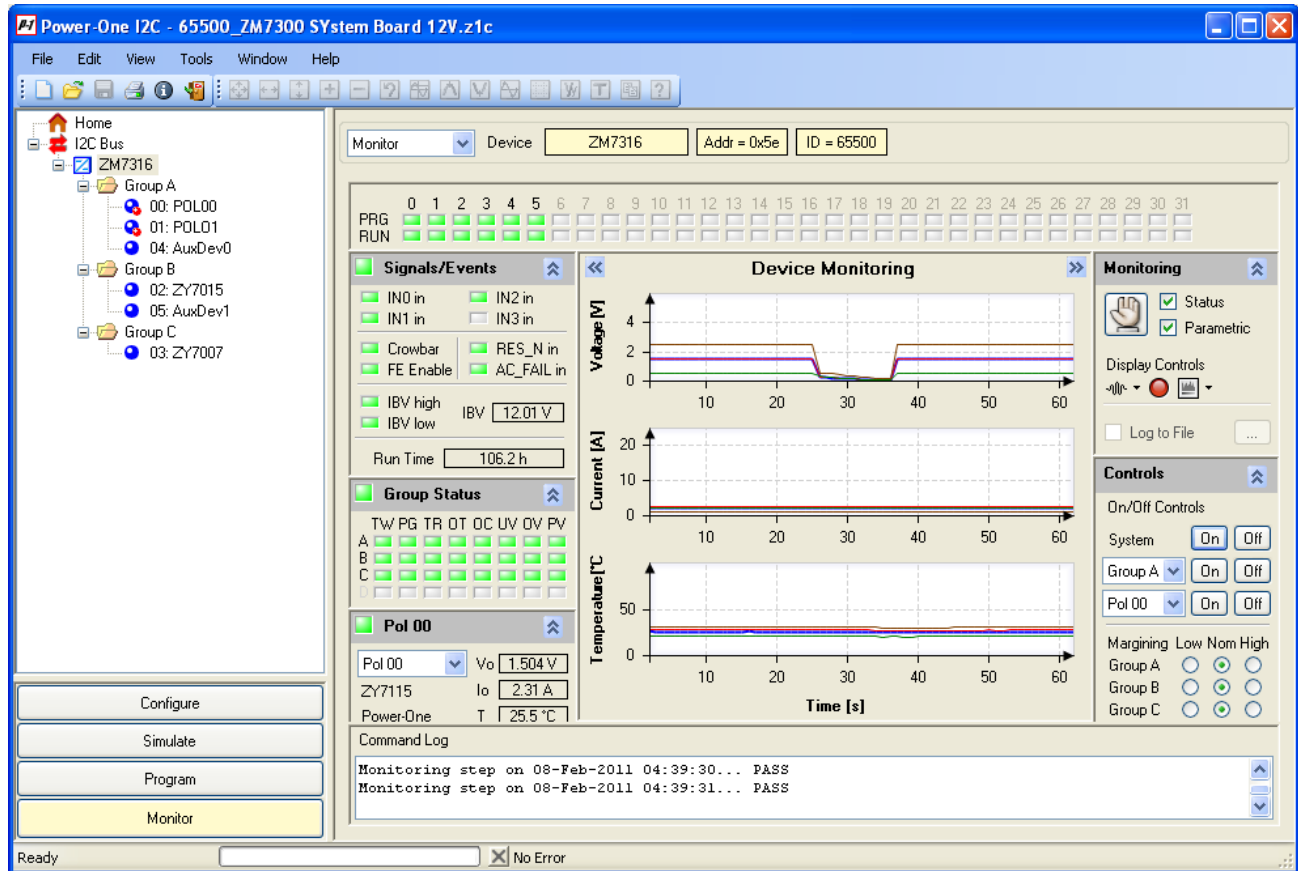 Power-One I2C - 65500_ZM7300 SYstem Board 12V.z1c
File Edit View Tools Window Help
Home
I2C Bus
ZM7316
Group A
00: POL00
01: POL01
04: AuxDev0
Group B
02: ZY7015
05: AuxDev1
Group C
03: ZY7007
Configure
Simulate
Program
Monitor
Monitor Device ZM7316 Addr = 0x5e ID = 65500
0 1 2 3 4 5 6 7 8 9 10 11 12 13 14 15 16 17 18 19 20 21 22 23 24 25 26 27 28 29 30 31
PRG
RUN
Signals/Events
IN0 in IN2 in
IN1 in IN3 in
Crowbar RES_N in
FE Enable AC_FAIL in
IBV high
IBV low
IBV 12.01 V
Run Time 106.2 h
Group Status
TW PG TR OT OC UV OV PV
A
B
C
D
Pol 00
Pol 00 Vo 1.504 V
ZY7115 Io 2.31 A
Power-One T 25.5 °C
Device Monitoring
Voltage [V]
4
2
0
10 20 30 40 50 60
Current [A]
20
10
0
10 20 30 40 50 60
Temperature [°C]
50
0
10 20 30 40 50 60
Time [s]
Monitoring
Status
Parametric
Display Controls
Log to File ...
Controls
On/Off Controls
System On Off
Group A On Off
Pol 00 On Off
Margining Low Nom High
Group A
Group B
Group C
Command Log
Monitoring step on 08-Feb-2011 04:39:30... PASS
Monitoring step on 08-Feb-2011 04:39:31... PASS
Ready No Error